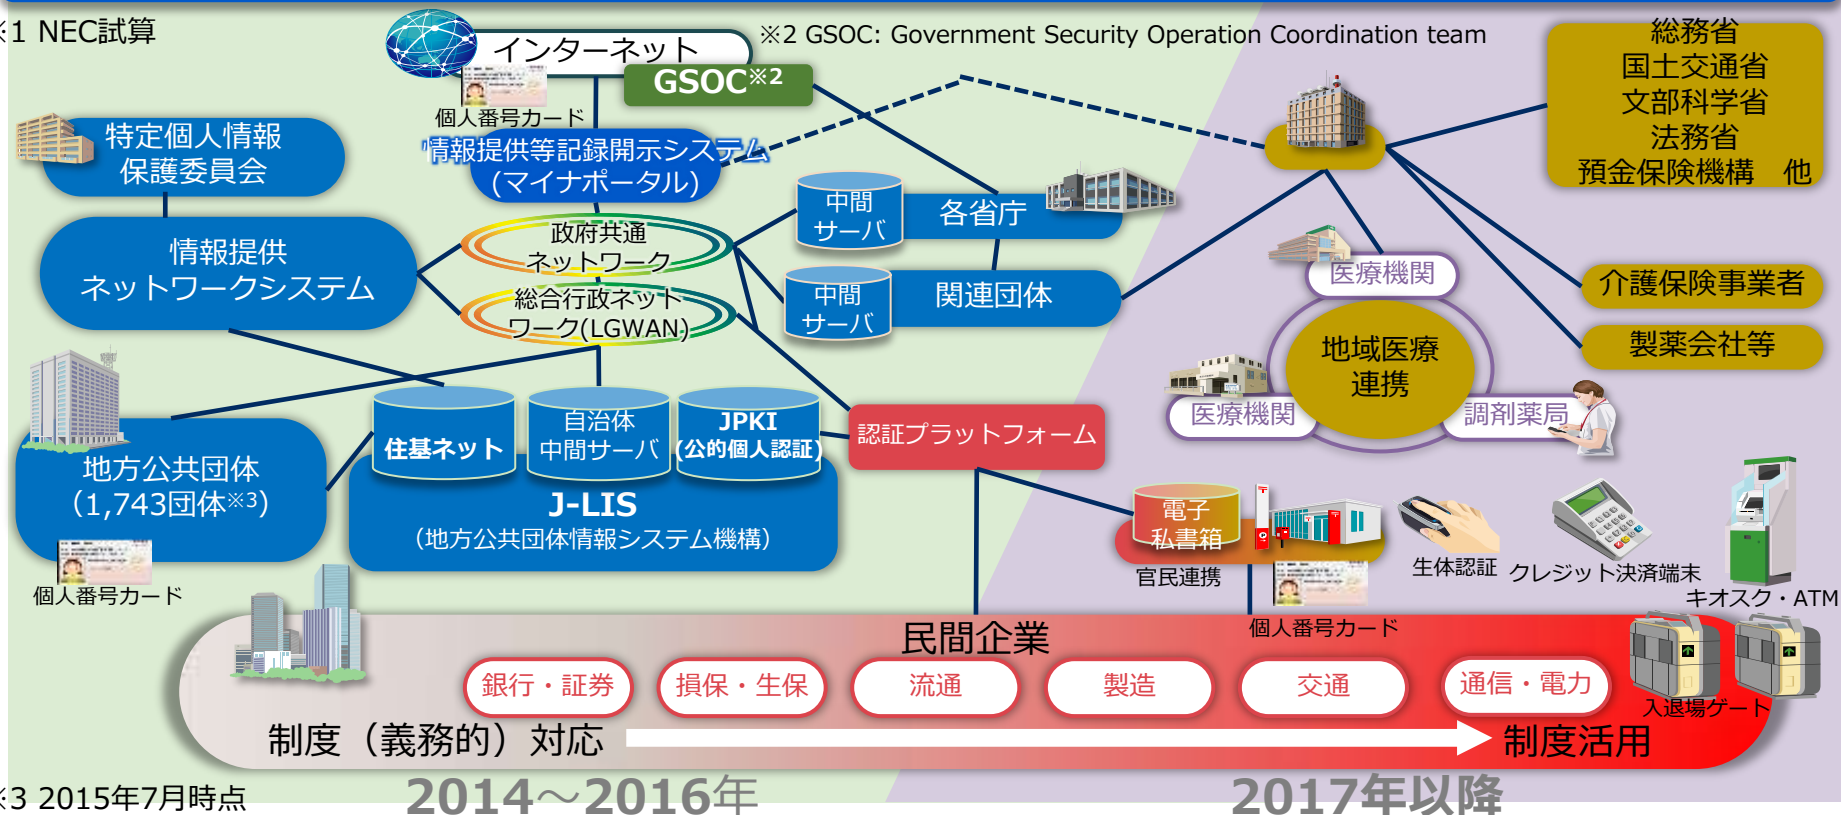 ※1 NEC試算
インターネット
※2 GSOC: Government Security Operation Coordination team
GSOC※2
個人番号カード
総務省
国土交通省
文部科学省
法務省
預金保険機構　他
特定個人情報
保護委員会
情報提供等記録開示システム
(マイナポータル)
中間
サーバ
各省庁
政府共通
ネットワーク
情報提供
ネットワークシステム
総合行政ネット
ワーク(LGWAN)
中間
サーバ
関連団体
医療機関
介護保険事業者
製薬会社等
地域医療
連携
医療機関
調剤薬局
住基ネット
自治体
中間サーバ
JPKI
(公的個人認証)
認証プラットフォーム
地方公共団体
(1,743団体※3)
J-LIS
(地方公共団体情報システム機構)
個人番号カード
電子
私書箱
官民連携
個人番号カード
生体認証
クレジット決済端末
キオスク・ATM
民間企業
銀行・証券
損保・生保
流通
製造
交通
通信・電力
入退場ゲート
制度（義務的）対応
制度活用
※3 2015年7月時点
2014～2016年
2017年以降